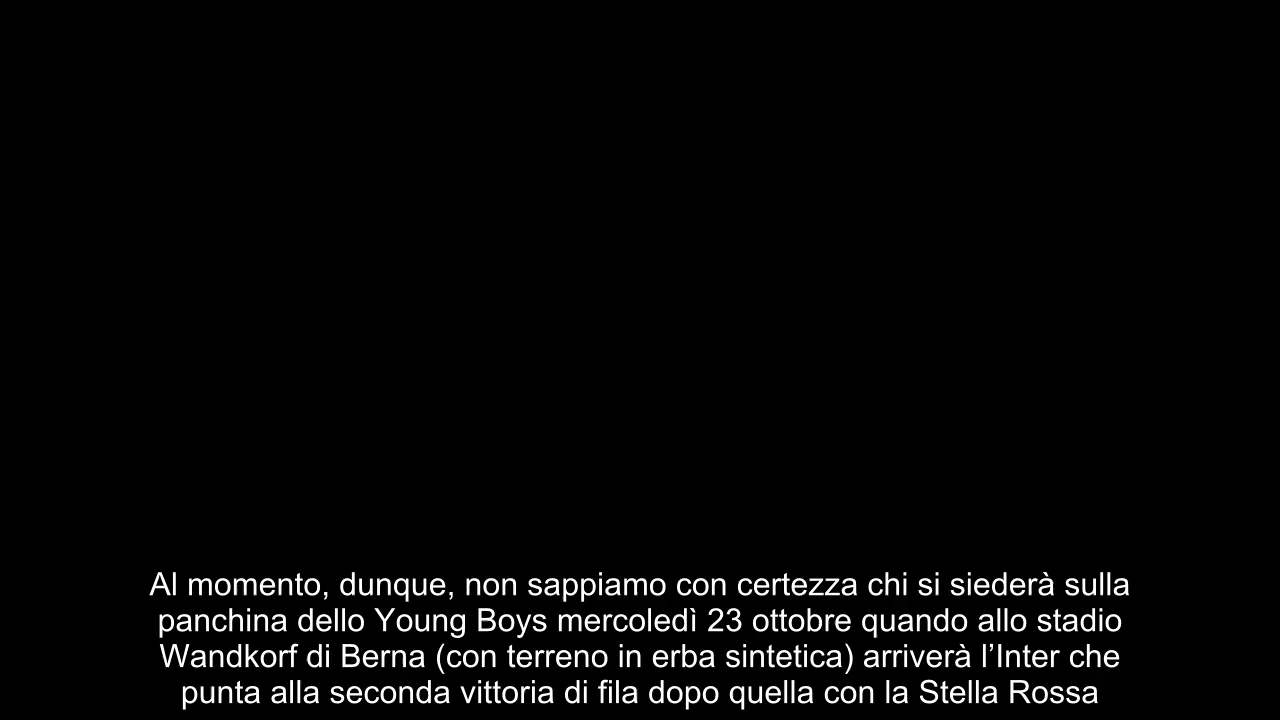 Al momento, dunque, non sappiamo con certezza chi si siederà sulla
panchina dello Young Boys mercoledì 23 ottobre quando allo stadio
Wandkorf di Berna (con terreno in erba sintetica) arriverà l’Inter che
punta alla seconda vittoria di fila dopo quella con la Stella Rossa